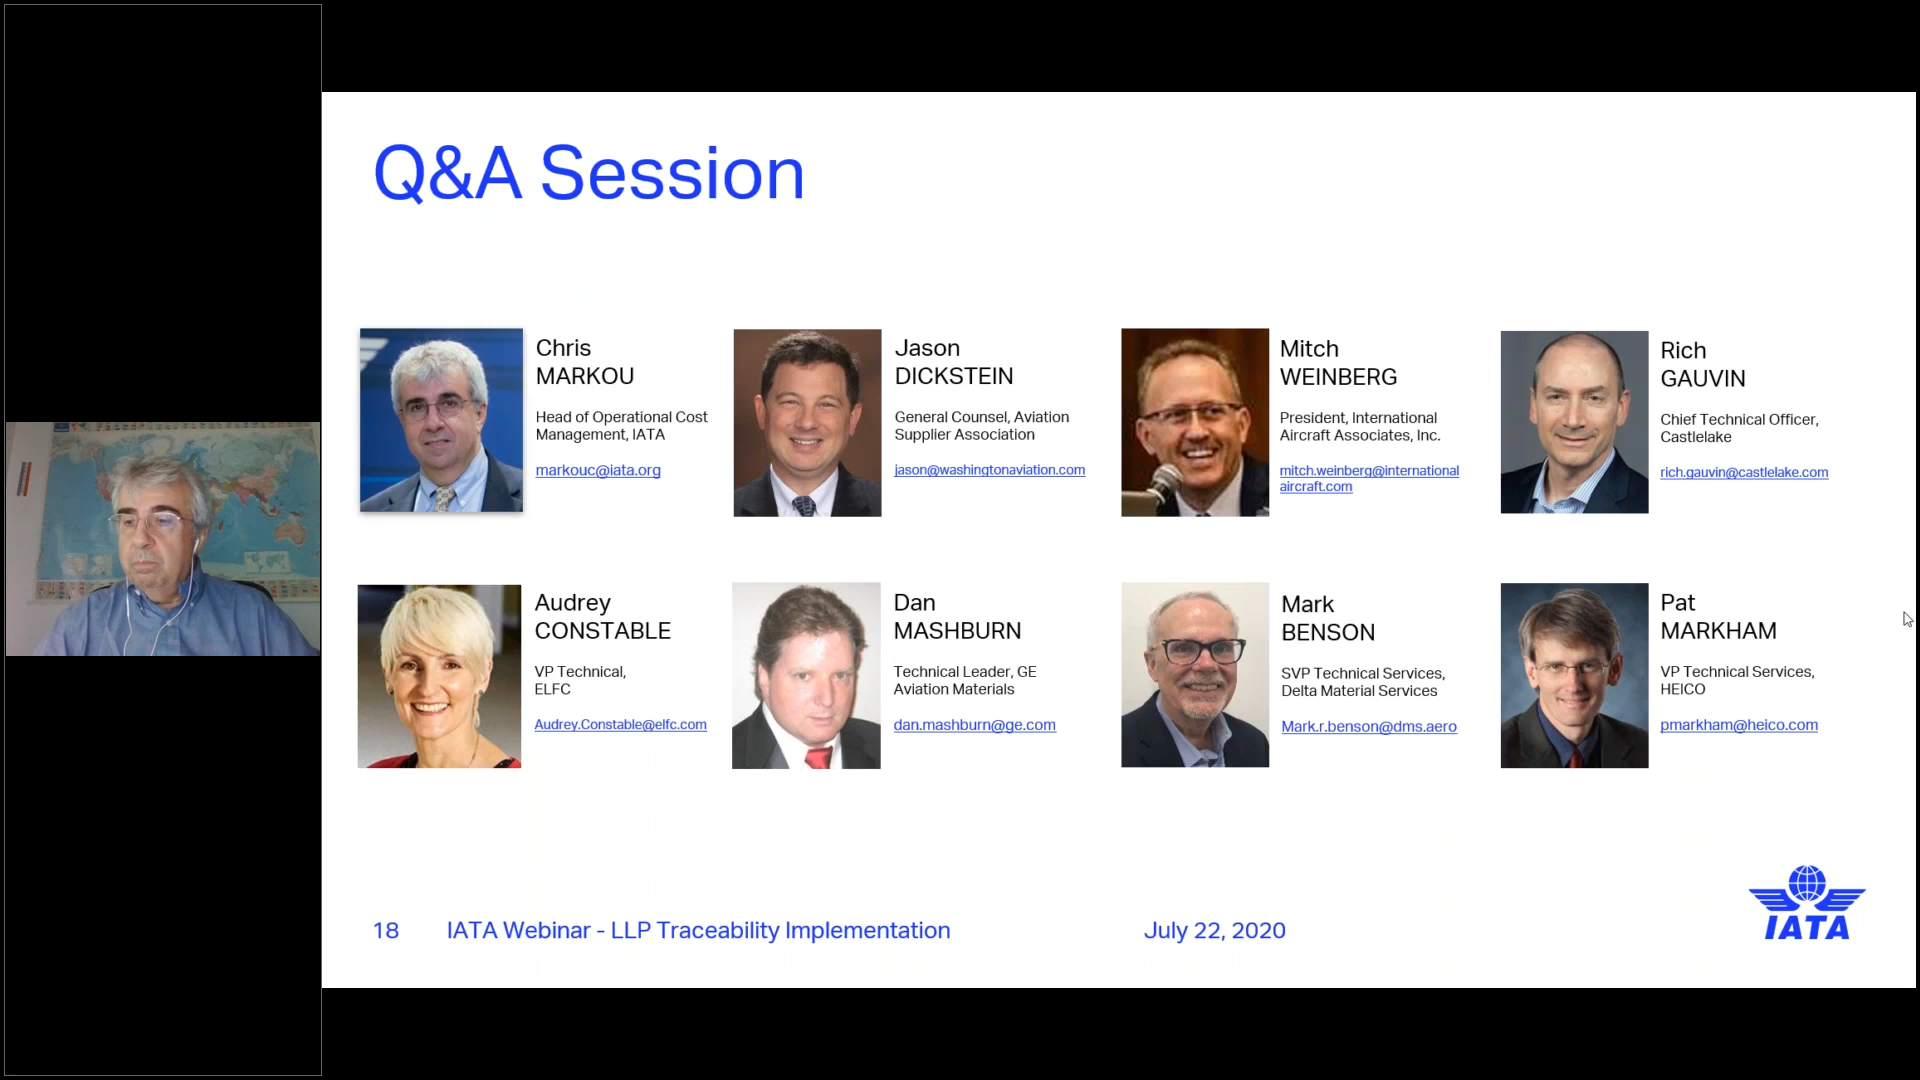 Q&A Session
Chris
MARKOU
Head of Operational Cost
Management, IATA
markouc@iata.org
Jason
DICKSTEIN
General Counsel, Aviation
Supplier Association
jason@washingtonaviation.com
Mitch
WEINBERG
President, International
Aircraft Associates, Inc.
mitch.weinberg@international
aircraft.com
Rich
GAUVIN
Chief Technical Officer,
Castlelake
rich.gauvin@castlelake.com
Audrey
CONSTABLE
VP Technical,
ELFC
Audrey.Constable@elfc.com
Dan
MASHBURN
Technical Leader, GE
Aviation Materials
dan.mashburn@ge.com
Mark
BENSON
SVP Technical Services,
Delta Material Services
Mark.r.benson@dms.aero
Pat
MARKHAM
VP Technical Services,
HEICO
pmarkham@heico.com
18 IATA Webinar - LLP Traceability Implementation July 22, 2020
IATA